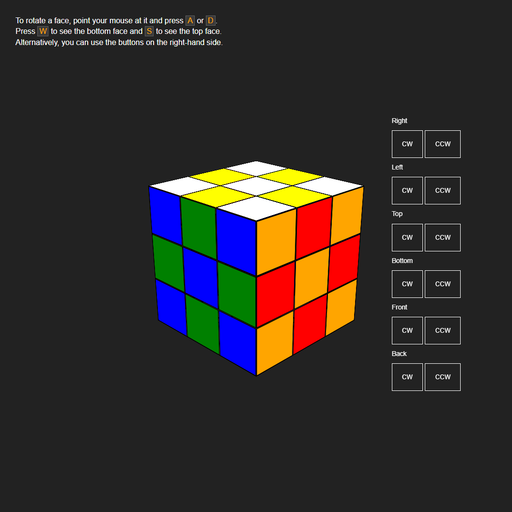 To rotate a face, point your mouse at it and press A or D.
Press W to see the bottom face and S to see the top face.
Alternatively, you can use the buttons on the right-hand side.
Right
CW CCW
Left
CW CCW
Top
CW CCW
Bottom
CW CCW
Front
CW CCW
Back
CW CCW